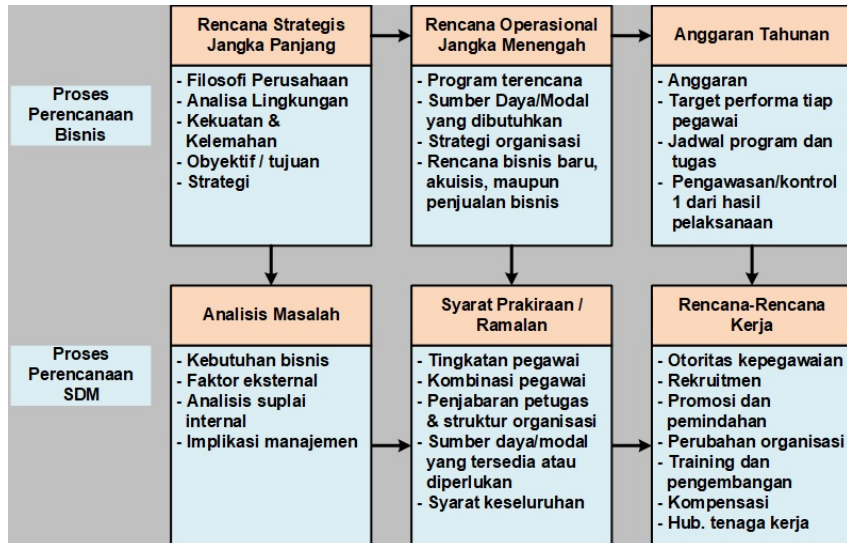 Rencana Strategis
Jangka Panjang
Rencana Operasional
Jangka Menengah
Anggaran Tahunan
Proses
Perencanaan
Bisnis
- Filosofi Perusahaan
- Analisa Lingkungan
- Kekuatan &
Kelemahan
- Obyektif / tujuan
- Strategi
- Program terencana
- Sumber Daya/Modal
yang dibutuhkan
- Strategi organisasi
- Rencana bisnis baru,
akuisis, maupun
penjualan bisnis
- Anggaran
- Target performa tiap
pegawai
- Jadwal program dan
tugas
- Pengawasan/kontrol
1 dari hasil
pelaksanaan
Analisis Masalah
Syarat Prakiraan /
Ramalan
Rencana-Rencana
Kerja
Proses
Perencanaan
SDM
- Kebutuhan bisnis
- Faktor eksternal
- Analisis suplai
internal
- Implikasi manajemen
- Tingkatan pegawai
- Kombinasi pegawai
- Penjabaran petugas
& struktur organisasi
- Sumber daya/modal
yang tersedia atau
diperlukan
- Syarat keseluruhan
- Otoritas kepegawaian
- Rekruitmen
- Promosi dan
pemindahan
- Perubahan organisasi
- Training dan
pengembangan
- Kompensasi
- Hub. tenaga kerja